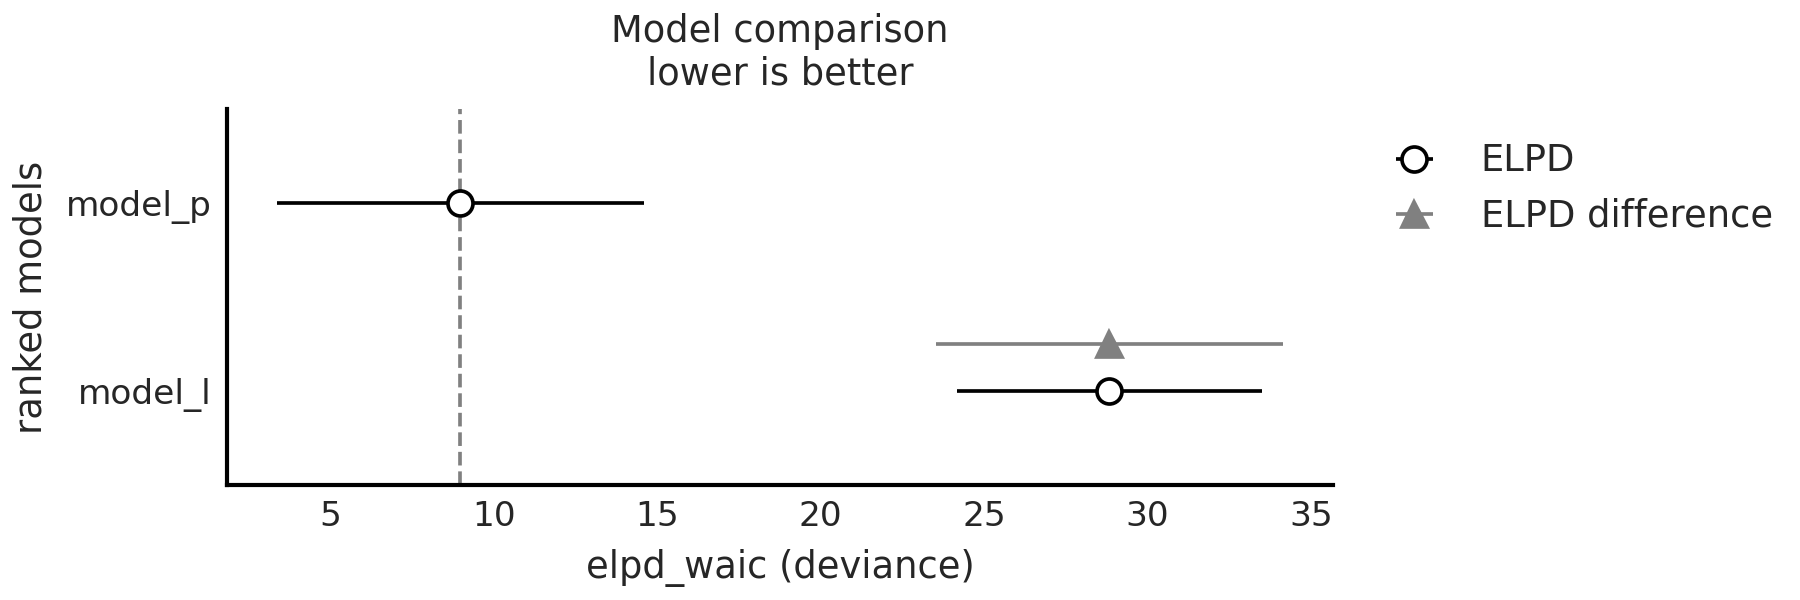 Model comparison
lower is better
ranked models
model_p
model_l
ELPD
ELPD difference
5 10 15 20 25 30 35
elpd_waic (deviance)